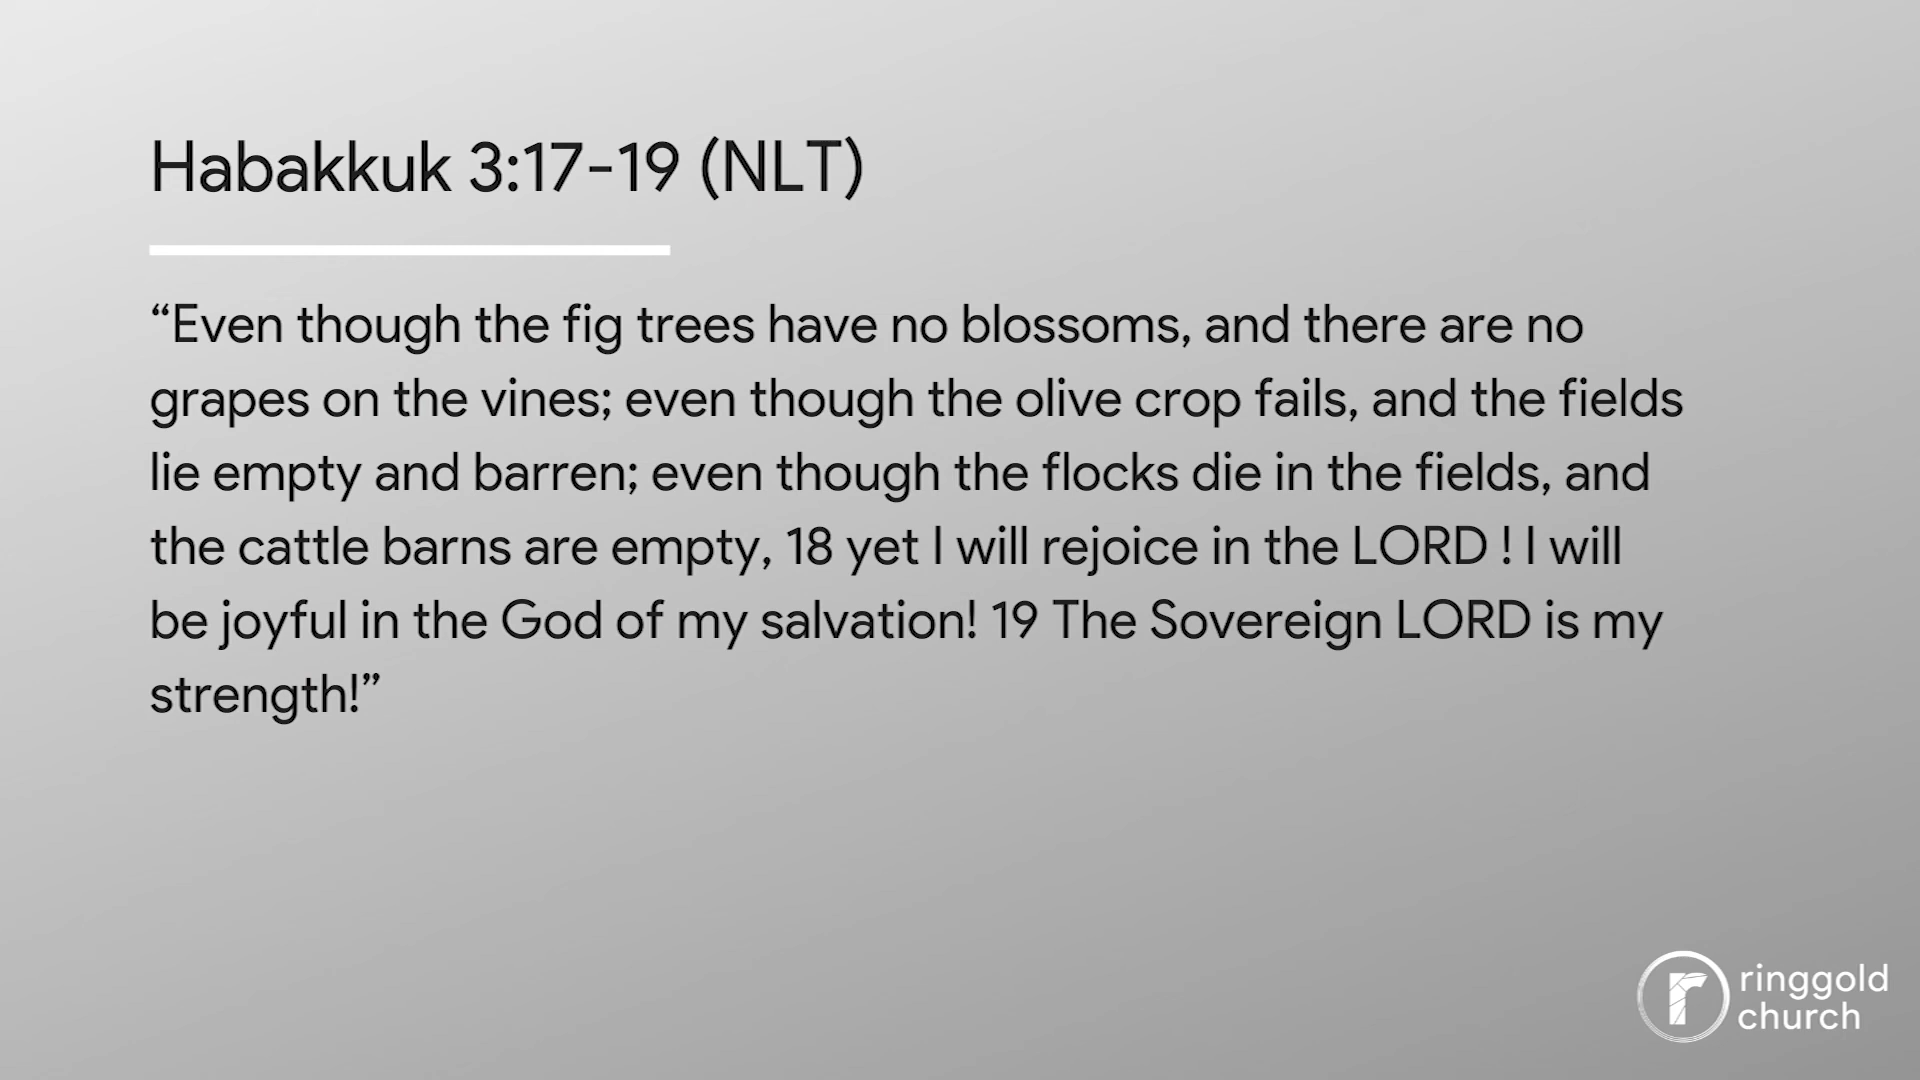 Habakkuk 3:17-19 (NLT)
“Even though the fig trees have no blossoms, and there are no
grapes on the vines; even though the olive crop fails, and the fields
lie empty and barren; even though the flocks die in the fields, and
the cattle barns are empty, 18 yet I will rejoice in the LORD ! I will
be joyful in the God of my salvation! 19 The Sovereign LORD is my
strength!”
r
ringgold
church